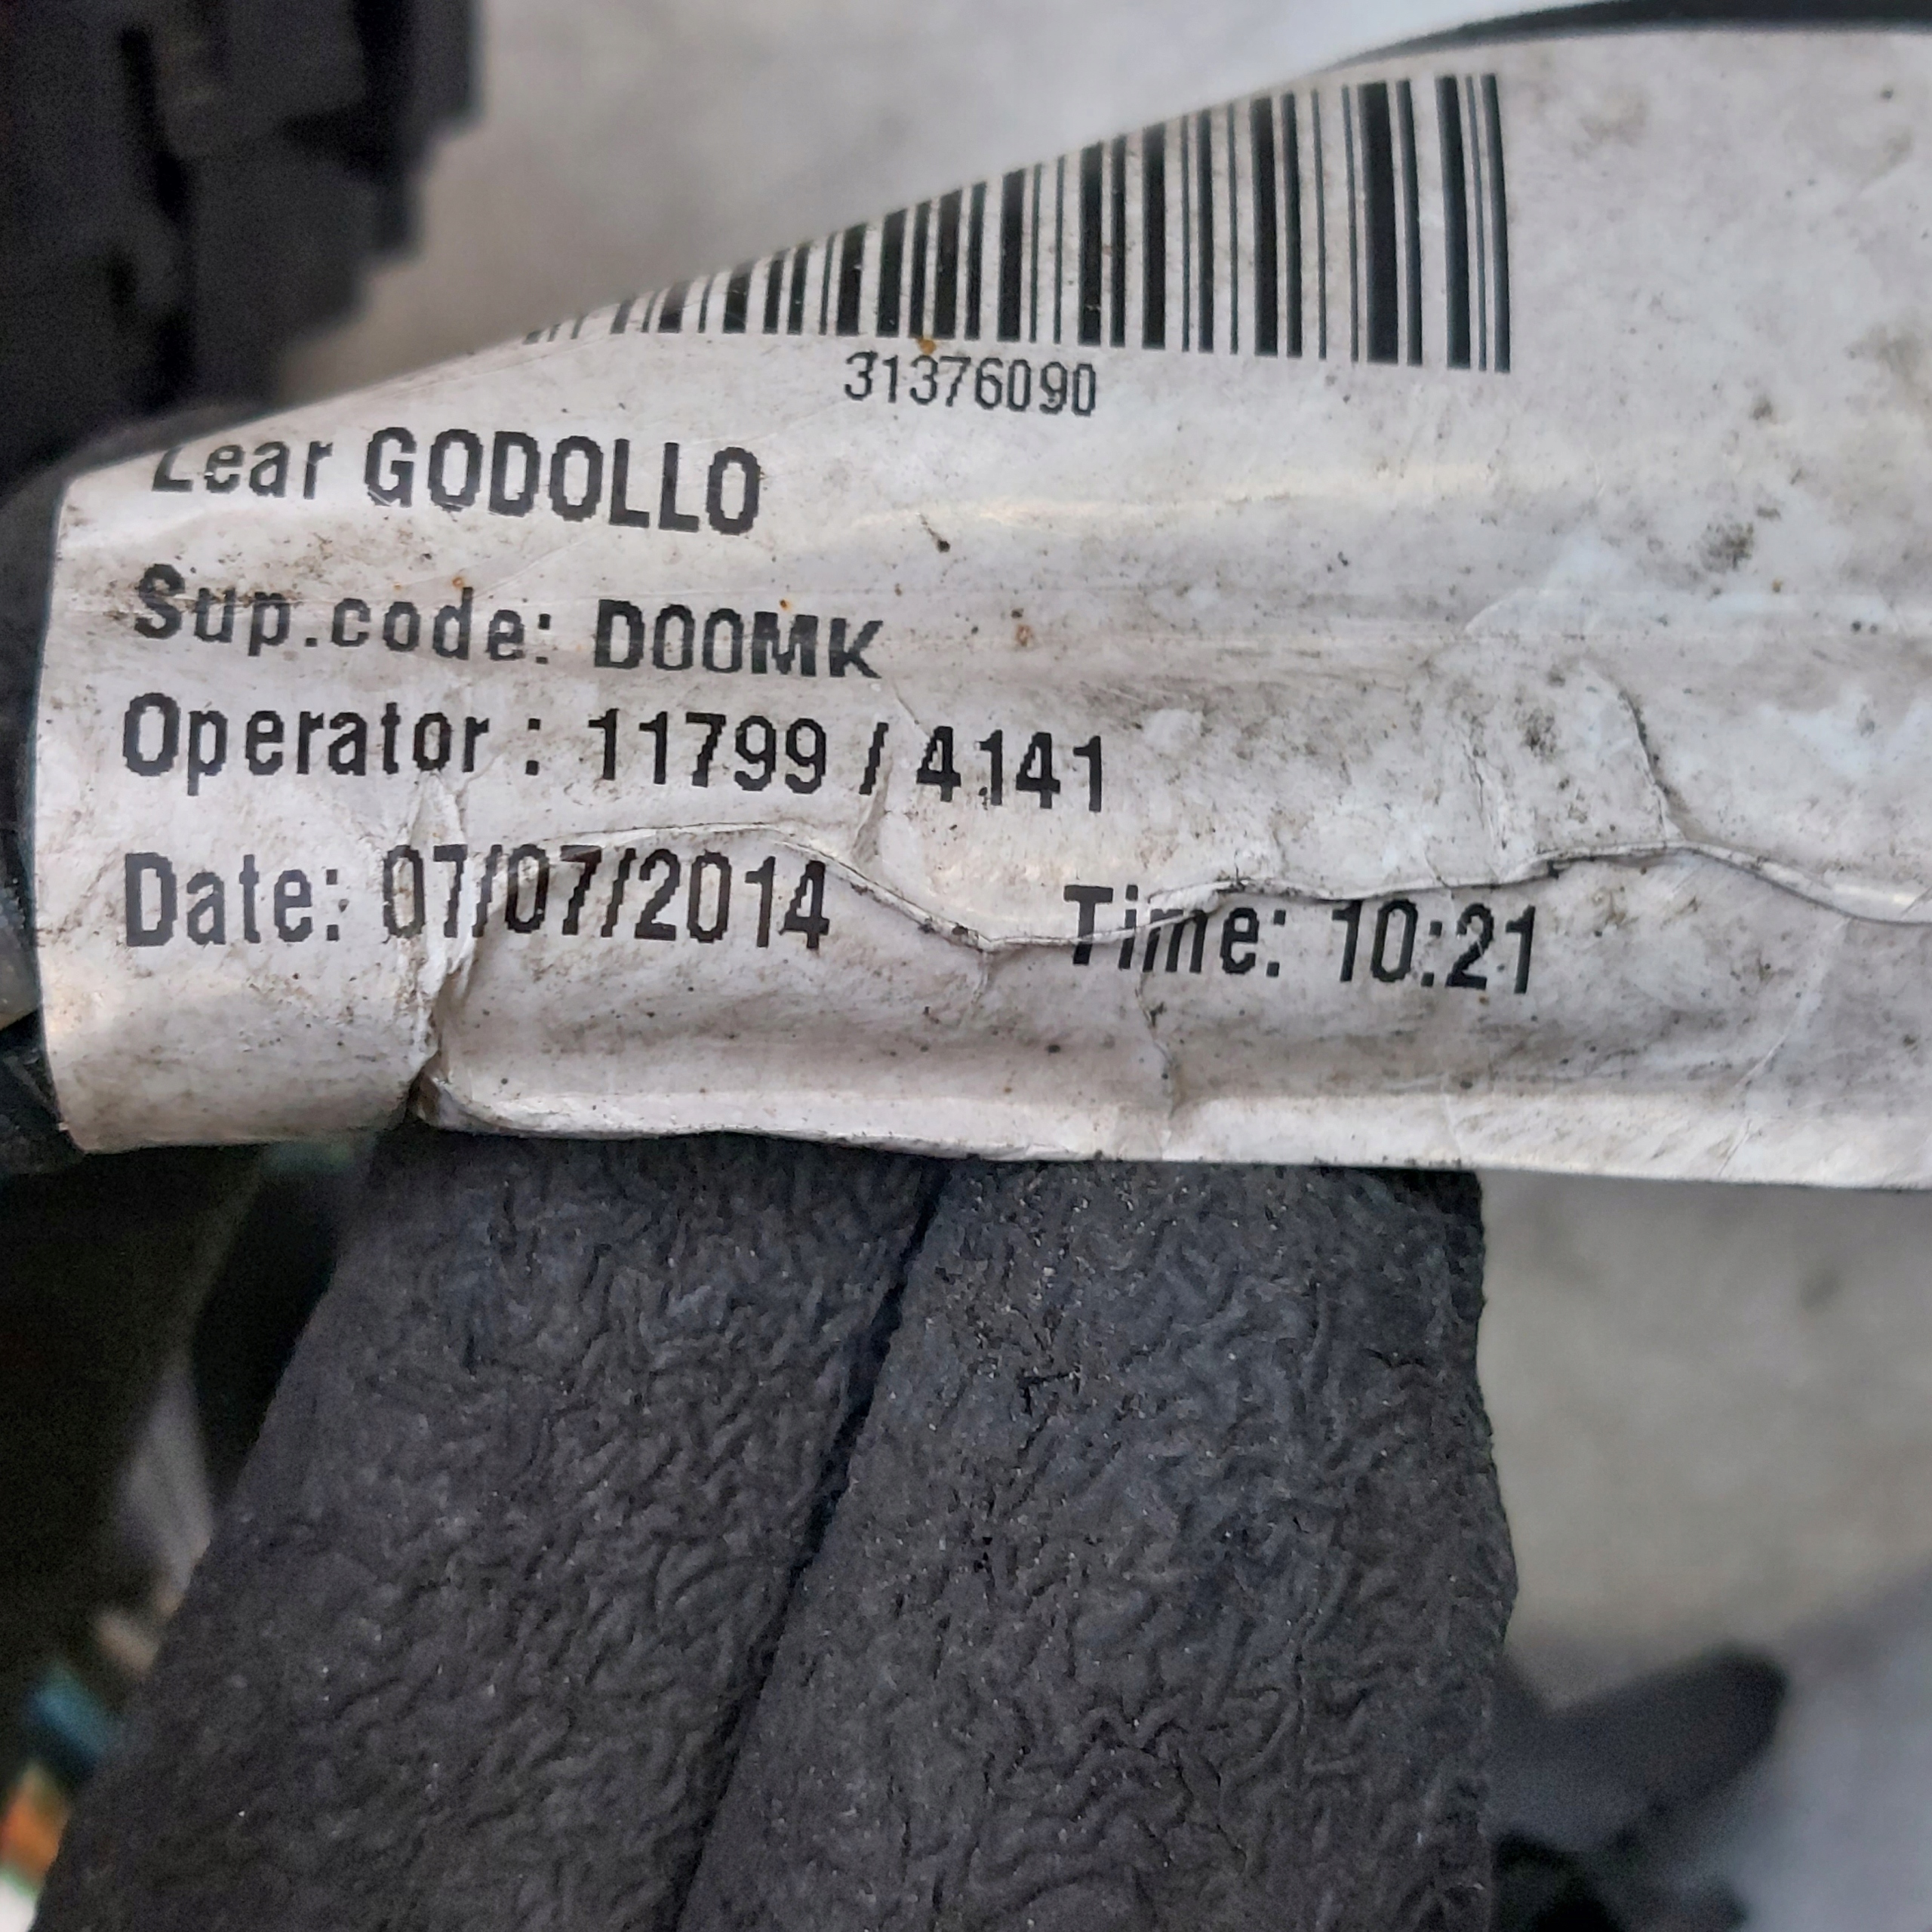 31376090
Lear GODOLLO
Sup.code: D00MK
Operator : 11799 / 4141
Date: 07/07/2014 Time: 10:21